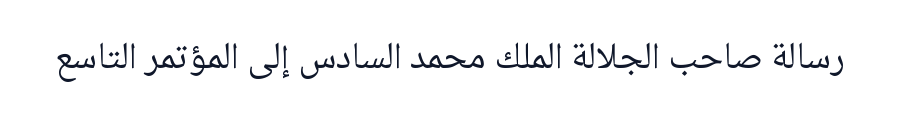 رسالة صاحب الجلالة الملك محمد السادس إلى المؤتمر التاسع